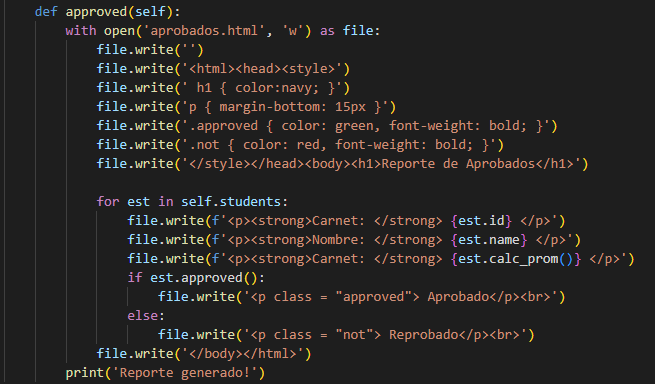 def approved(self):
with open('aprobados.html', 'w') as file:
file.write('')
file.write('<html><head><style>')
file.write(' h1 { color:navy; }')
file.write('p { margin-bottom: 15px }')
file.write('.approved { color: green, font-weight: bold; }')
file.write('.not { color: red, font-weight: bold; }')
file.write('</style></head><body><h1>Reporte de Aprobados</h1>')
for est in self.students:
file.write(f'<p><strong>Carnet: </strong> {est.id} </p>')
file.write(f'<p><strong>Nombre: </strong> {est.name} </p>')
file.write(f'<p><strong>Carnet: </strong> {est.calc_prom()} </p>')
if est.approved():
file.write('<p class = "approved"> Aprobado</p><br>')
else:
file.write('<p class = "not"> Reprobado</p><br>')
file.write('</body></html>')
print('Reporte generado!')